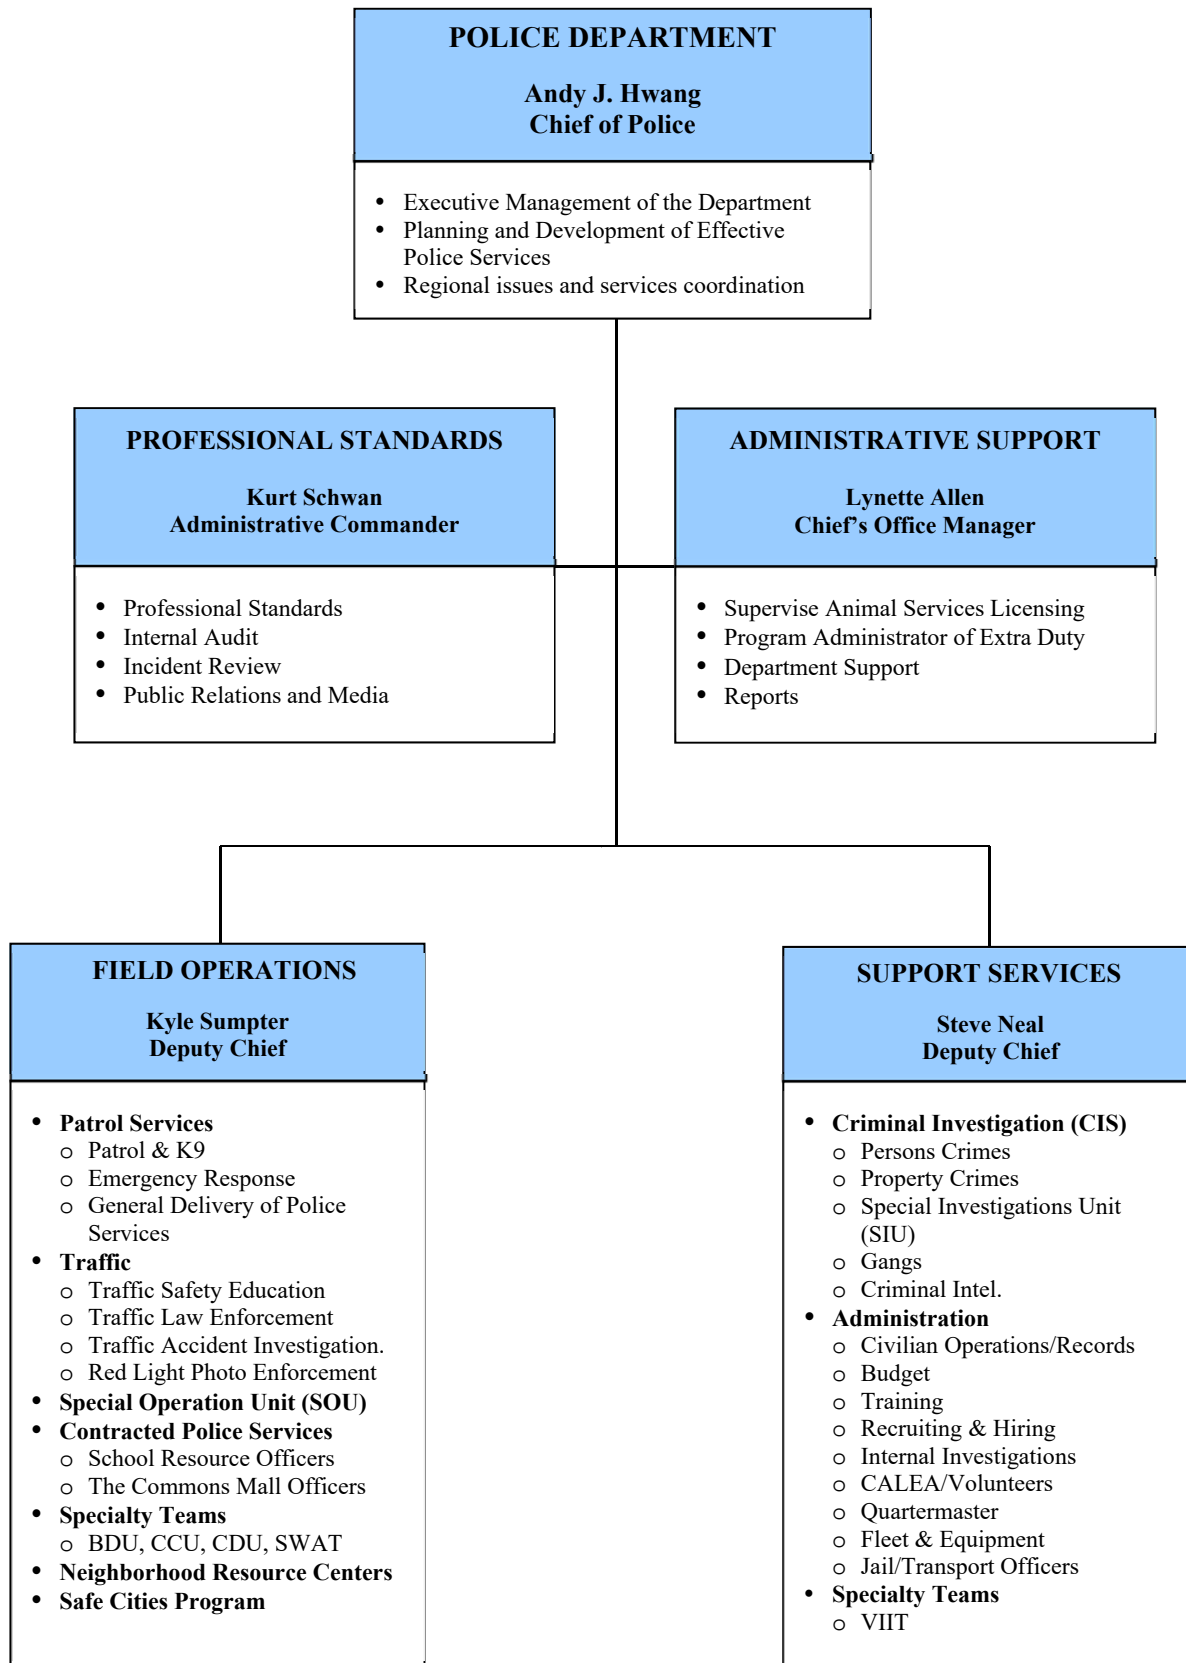 POLICE DEPARTMENT
Andy J. Hwang
Chief of Police
• Executive Management of the Department
• Planning and Development of Effective
Police Services
• Regional issues and services coordination
PROFESSIONAL STANDARDS
Kurt Schwan
Administrative Commander
• Professional Standards
• Internal Audit
• Incident Review
• Public Relations and Media
ADMINISTRATIVE SUPPORT
Lynette Allen
Chief’s Office Manager
• Supervise Animal Services Licensing
• Program Administrator of Extra Duty
• Department Support
• Reports
FIELD OPERATIONS
Kyle Sumpter
Deputy Chief
• Patrol Services
o Patrol & K9
o Emergency Response
o General Delivery of Police
Services
• Traffic
o Traffic Safety Education
o Traffic Law Enforcement
o Traffic Accident Investigation.
o Red Light Photo Enforcement
• Special Operation Unit (SOU)
• Contracted Police Services
o School Resource Officers
o The Commons Mall Officers
• Specialty Teams
o BDU, CCU, CDU, SWAT
• Neighborhood Resource Centers
• Safe Cities Program
SUPPORT SERVICES
Steve Neal
Deputy Chief
• Criminal Investigation (CIS)
o Persons Crimes
o Property Crimes
o Special Investigations Unit
(SIU)
o Gangs
o Criminal Intel.
• Administration
o Civilian Operations/Records
o Budget
o Training
o Recruiting & Hiring
o Internal Investigations
o CALEA/Volunteers
o Quartermaster
o Fleet & Equipment
o Jail/Transport Officers
• Specialty Teams
o VIIT